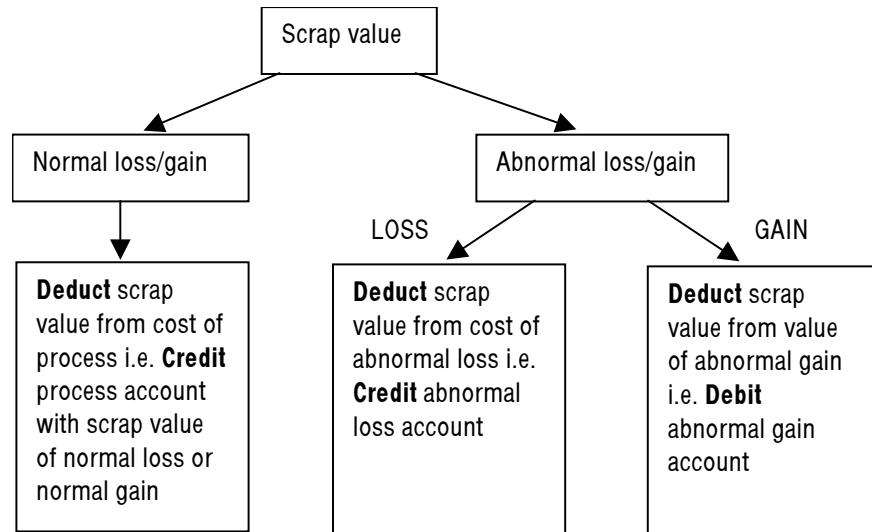 Scrap value
Normal loss/gain
Abnormal loss/gain
LOSS
GAIN
Deduct scrap
value from cost of
process i.e. Credit
process account
with scrap value
of normal loss or
normal gain
Deduct scrap
value from cost of
abnormal loss i.e.
Credit abnormal
loss account
Deduct scrap
value from value
of abnormal gain
i.e. Debit
abnormal gain
account